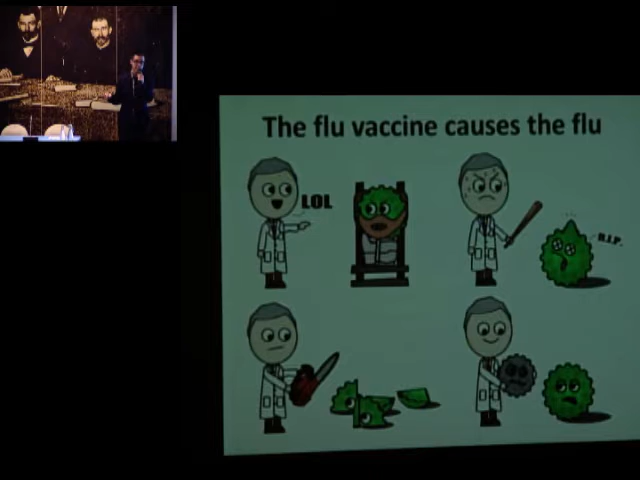 The flu vaccine causes the flu
LOL
R.I.P.